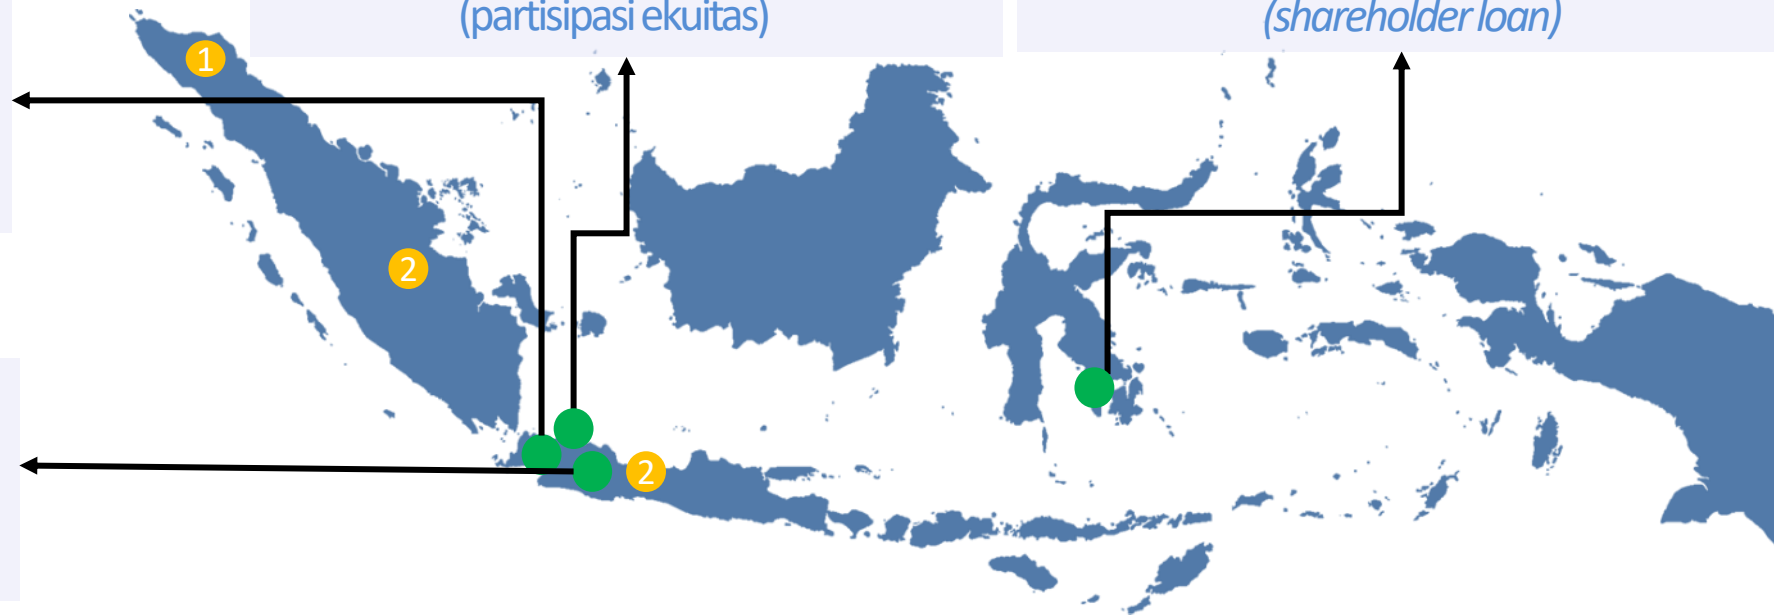 (partisipasi ekuitas)
(shareholder loan)
1
2
2